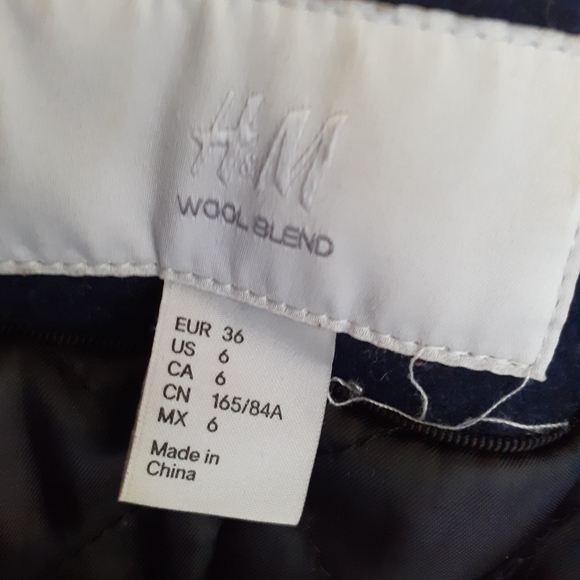 H&M
WOOL BLEND
EUR 36
US 6
CA 6
CN 165/84A
MX 6
Made in
China